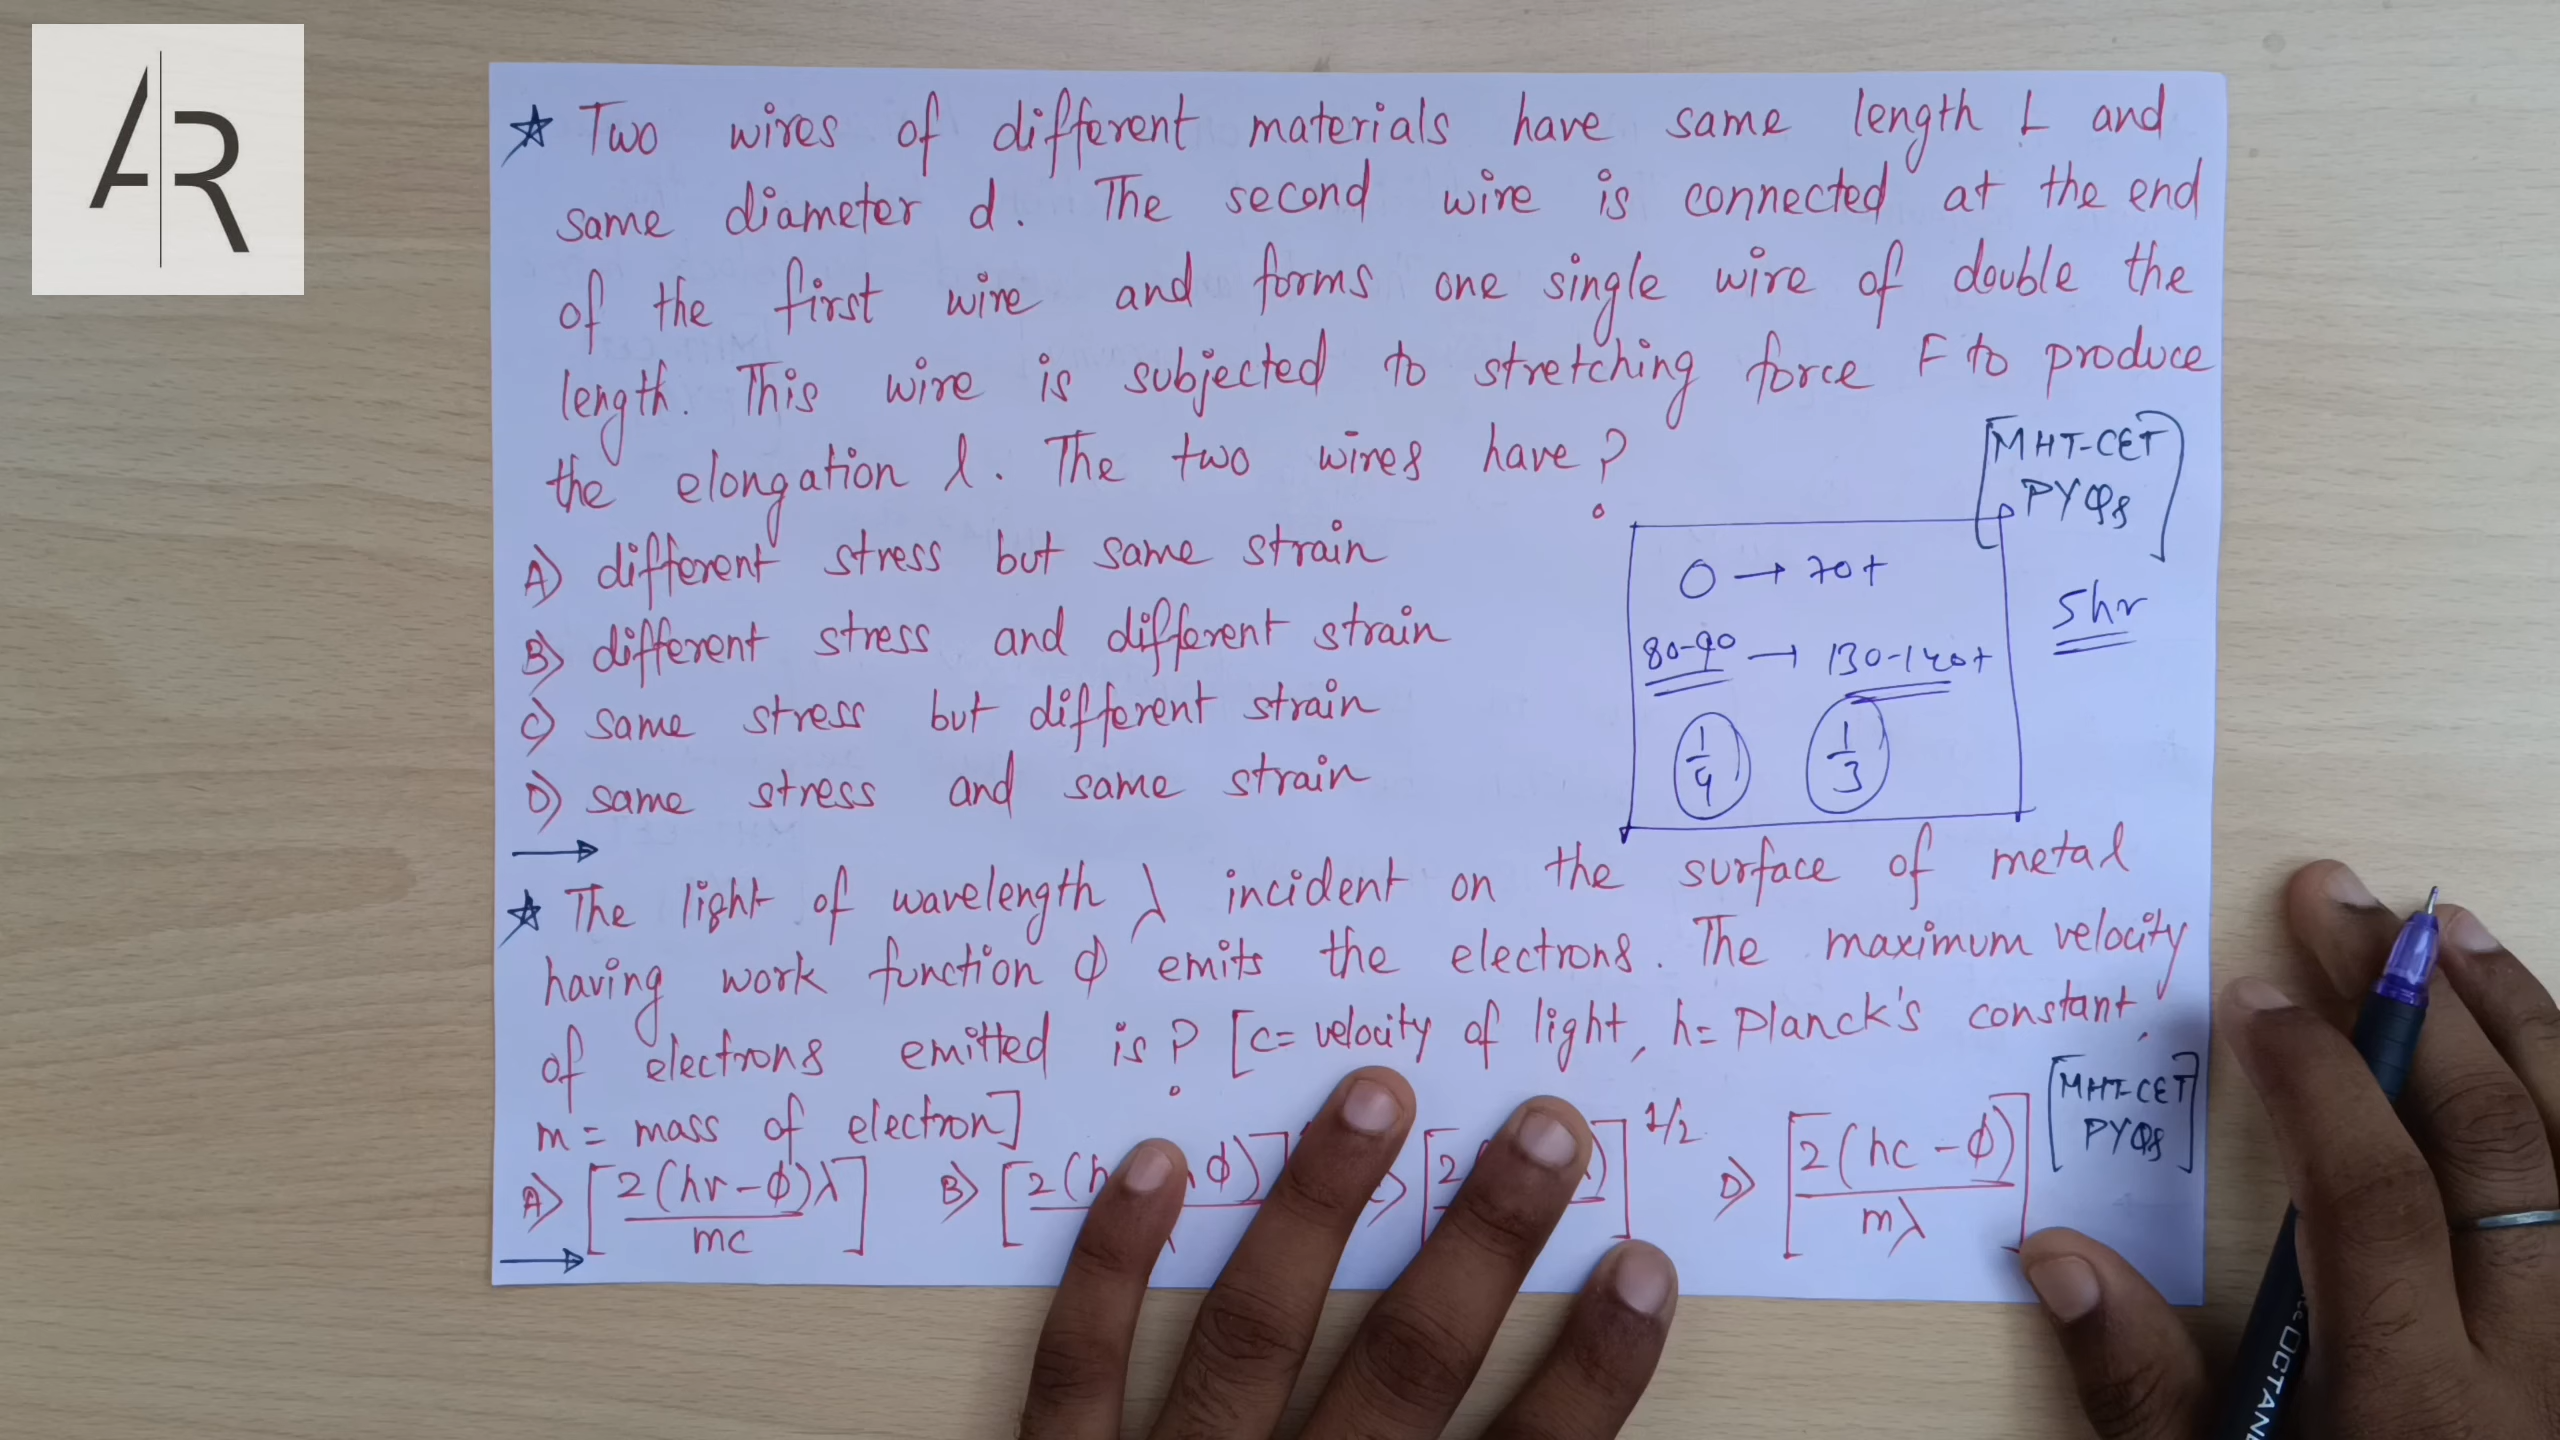 AR
☆ Two wires of different materials have same length L and
same diameter d. The second wire is connected at the end
of the first wire and forms one single wire of double the
length. This wire is subjected to stretching force F to produce
the elongation l. The two wires have?
[MHT-CET
PYQs]
A) different stress but same strain
B) different stress and different strain
C) same stress but different strain
D) same stress and same strain
0 → 70+
80-90 → 130-140+
1/4 1/3
5hr
☆ The light of wavelength λ incident on the surface of metal
having work function ϕ emits the electrons. The maximum velocity
of electrons emitted is? [c= velocity of light, h= Planck's constant,
m = mass of electron]
[MHT-CET
PYQs]
A) [2(hν-ϕ)λ/mc] B) [2(h ϕ)] [2 )]^1/2 D) [2(hc-ϕ)/mλ]
OCTANE